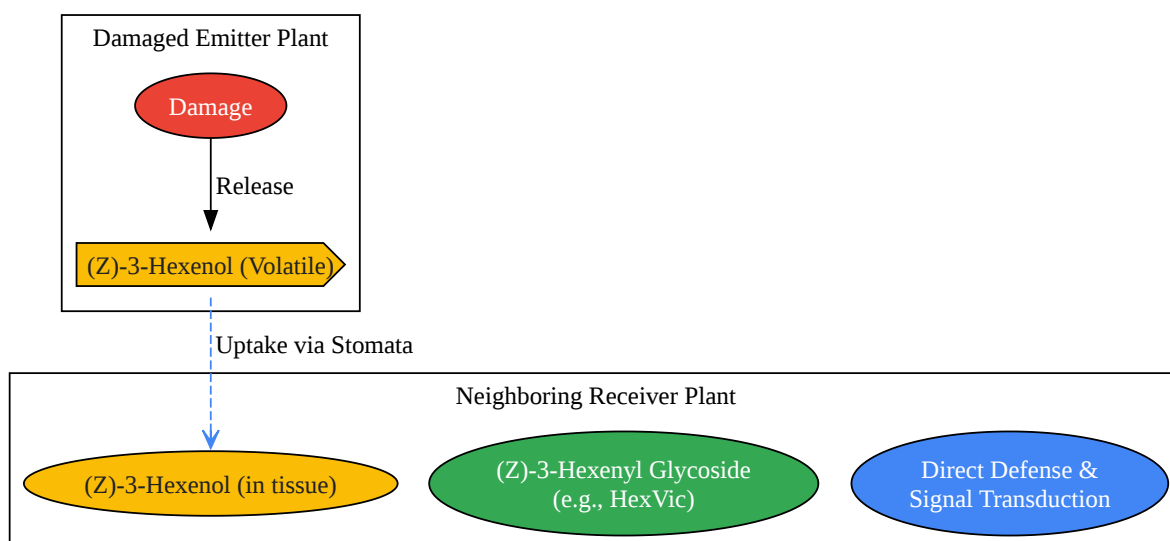 Damaged Emitter Plant
Damage
Release
(Z)-3-Hexenol (Volatile)
Uptake via Stomata
Neighboring Receiver Plant
(Z)-3-Hexenol (in tissue)
(Z)-3-Hexenyl Glycoside
(e.g., HexVic)
Direct Defense &
Signal Transduction